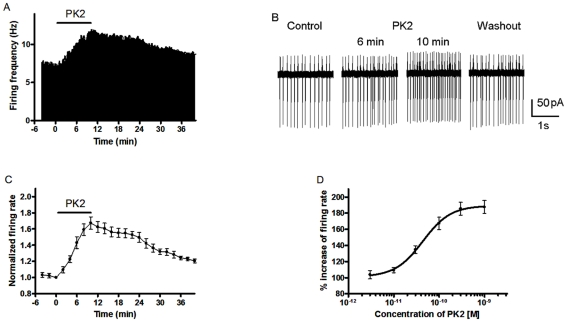 A
PK2
Firing frequency (Hz)
10
5
0
-6 0 6 12 18 24 30 36
Time (min)
B
Control PK2 Washout
6 min 10 min
50 pA
1s
C
PK2
Normalized firing rate
2.0
1.8
1.6
1.4
1.2
1.0
0.8
-6 0 6 12 18 24 30 36
Time (min)
D
% Increase of firing rate
200
180
160
140
120
100
80
10-12 10-11 10-10 10-9
Concentration of PK2 [M]